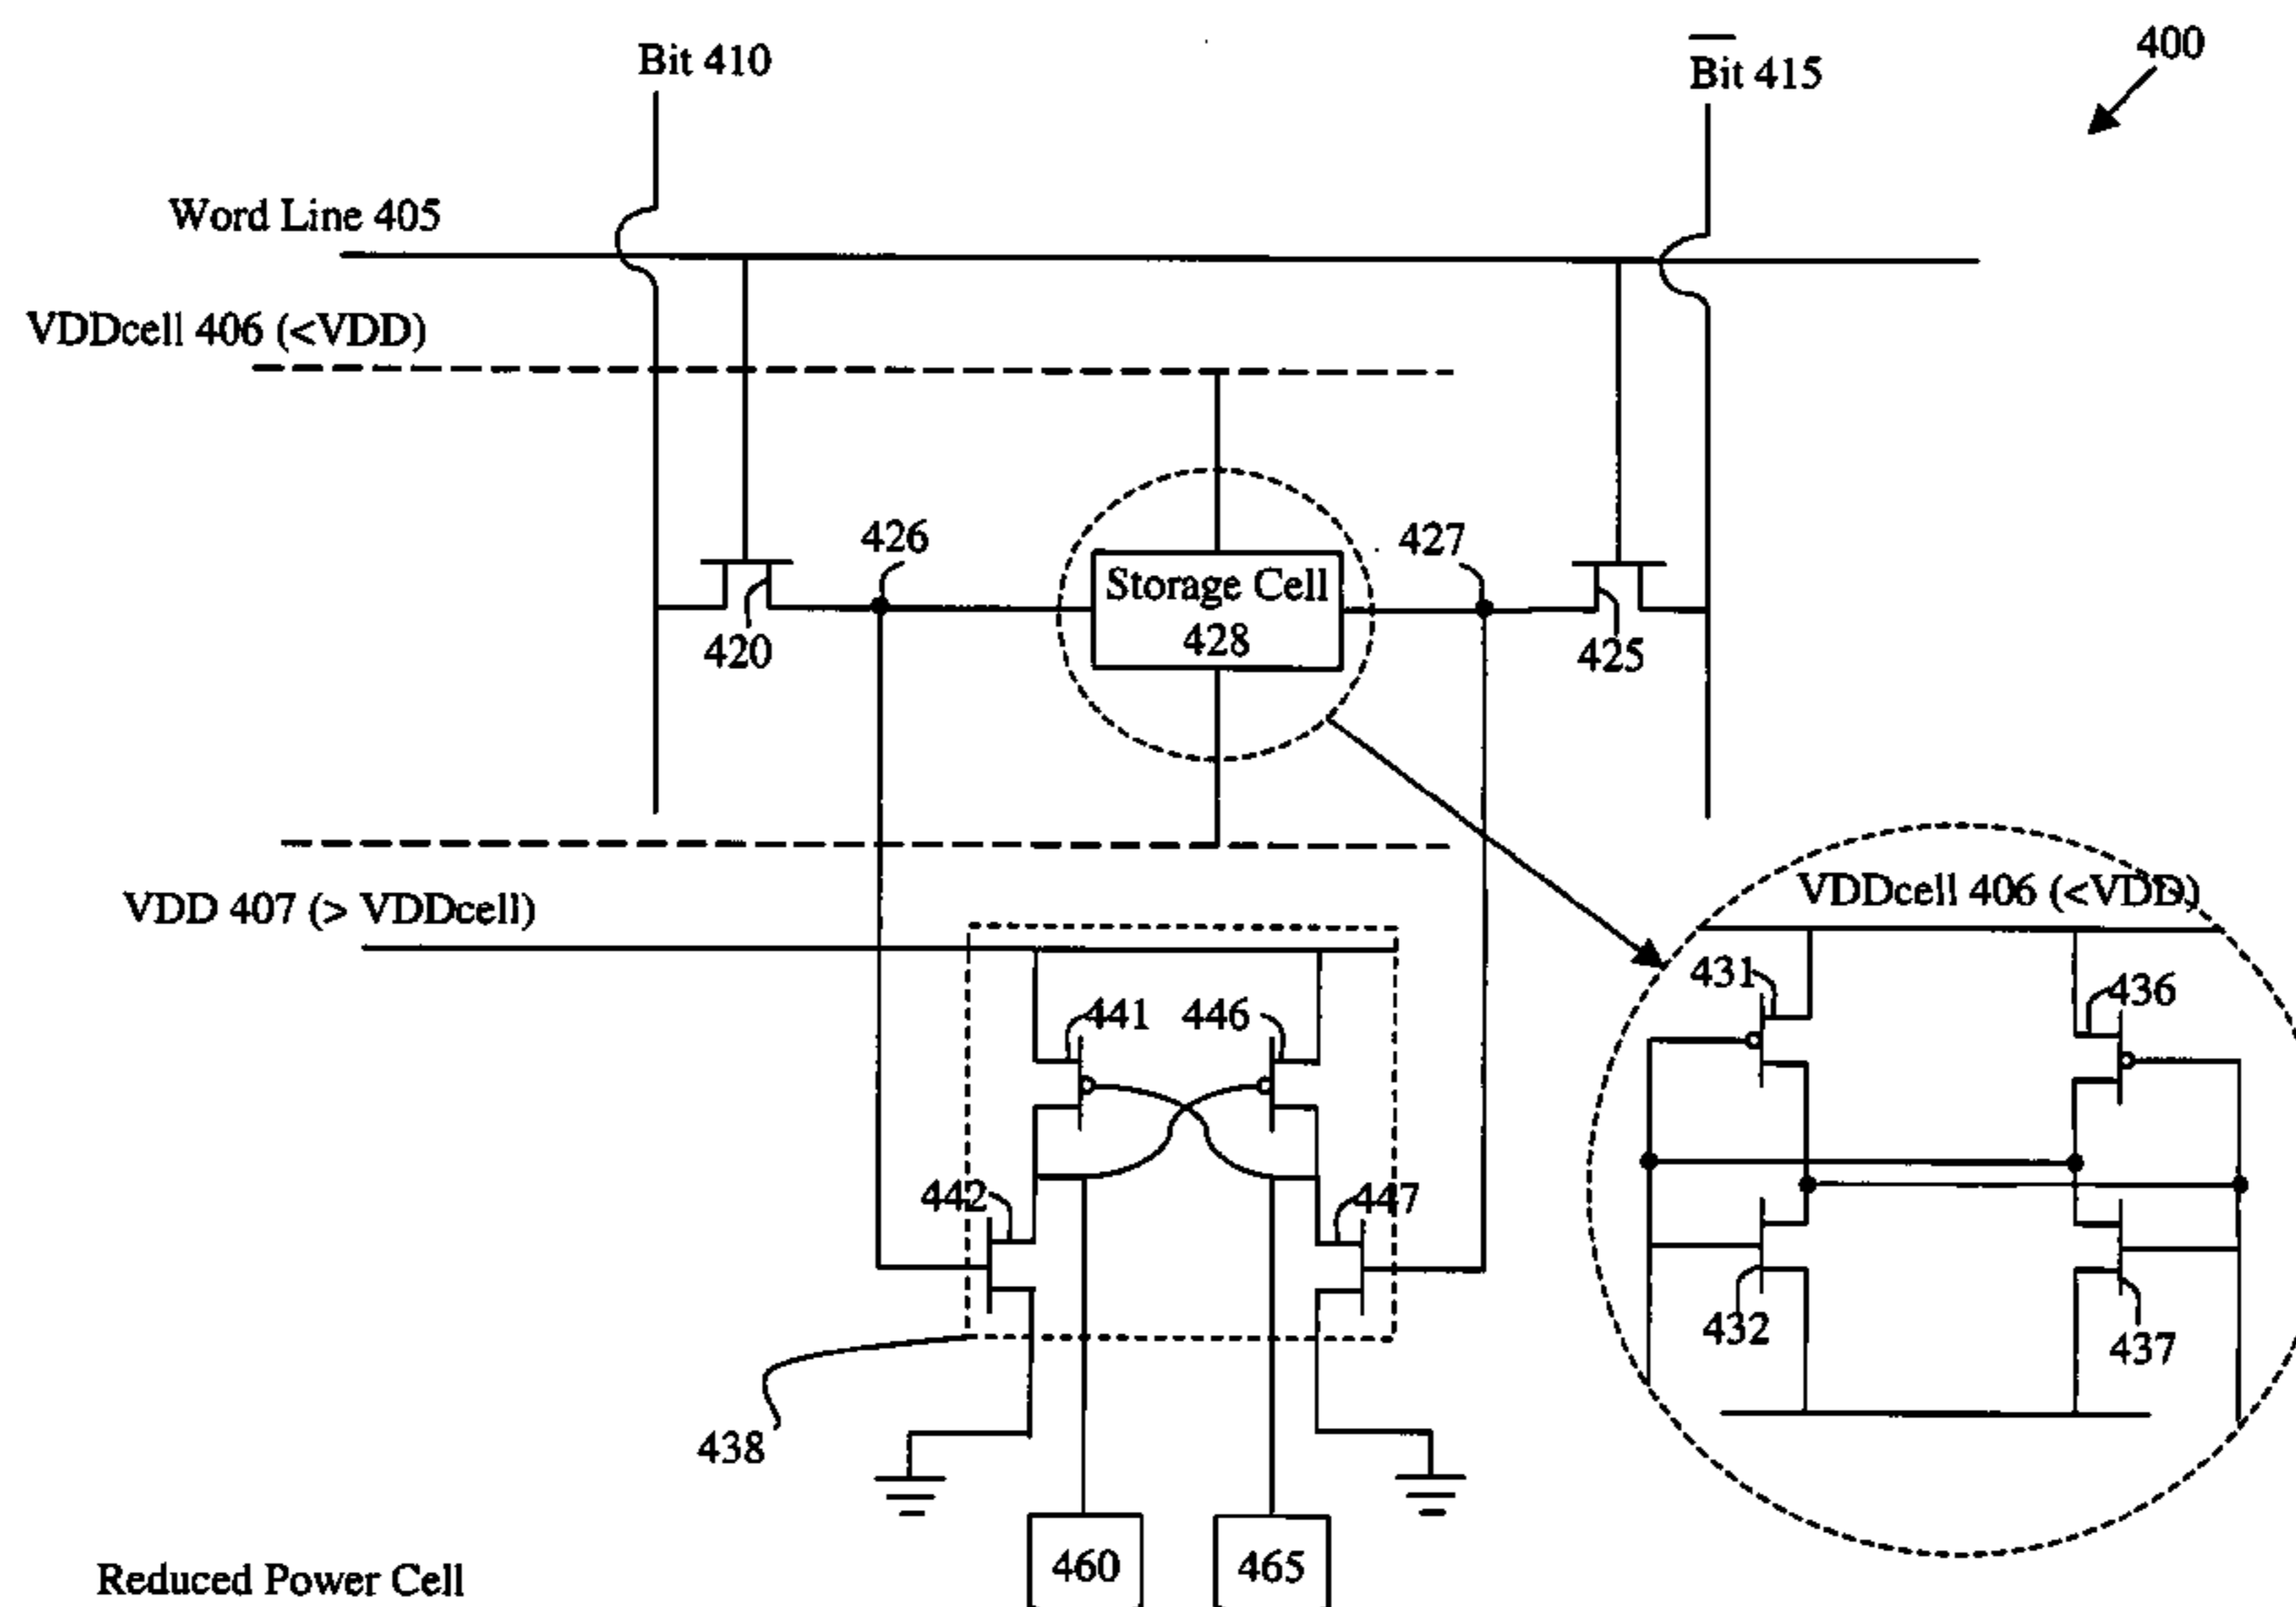 Bit 410
Bit 415
400
Word Line 405
VDDcell 406 (<VDD)
426
427
Storage Cell
428
420
425
VDD 407 (> VDDcell)
VDDcell 406 (<VDD)
431
436
441
446
442
447
432
437
438
460
465
Reduced Power Cell